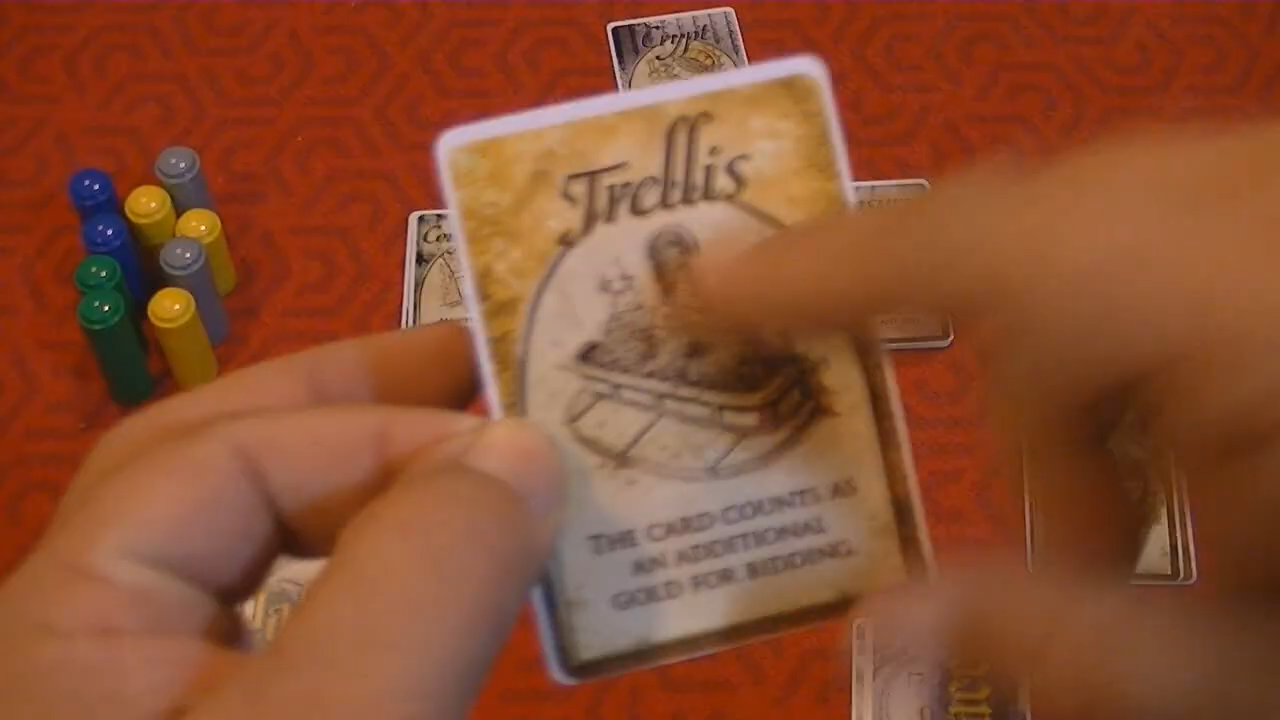 Crypt
Trellis
THE CARD COUNTS AS
AN ADDITIONAL
GOLD FOR BIDDING.